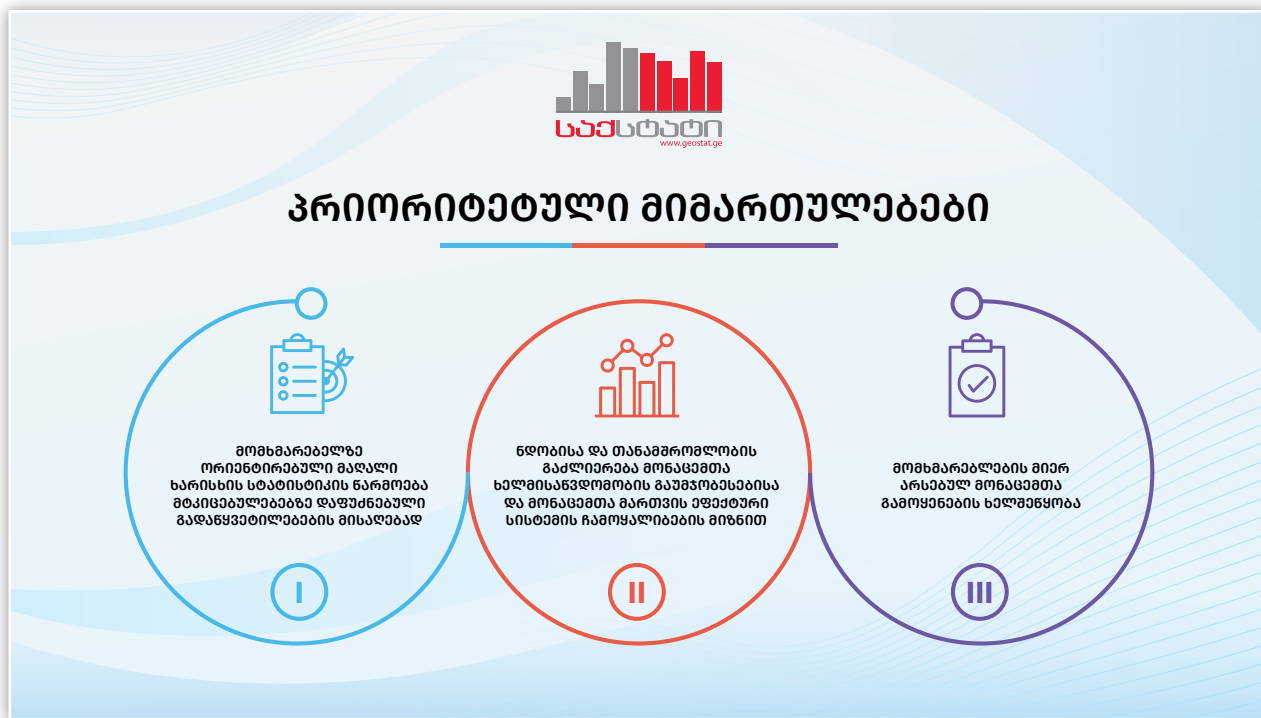 საქსტატი
www.geostat.ge
პრიორიტეტული მიმართულებები
მომხმარებელზე
ორიენტირებული მაღალი
ხარისხის სტატისტიკის წარმოება
მტკიცებულებებზე დაფუძნებული
გადაწყვეტილებების მისაღებად
I
ნდობისა და თანამშრომლობის
გაძლიერება მონაცემთა
ხელმისაწვდომობის გაუმჯობესებისა
და მონაცემთა მართვის ეფექტური
სისტემის ჩამოყალიბების მიზნით
II
მომხმარებლების მიერ
არსებულ მონაცემთა
გამოყენების ხელშეწყობა
III